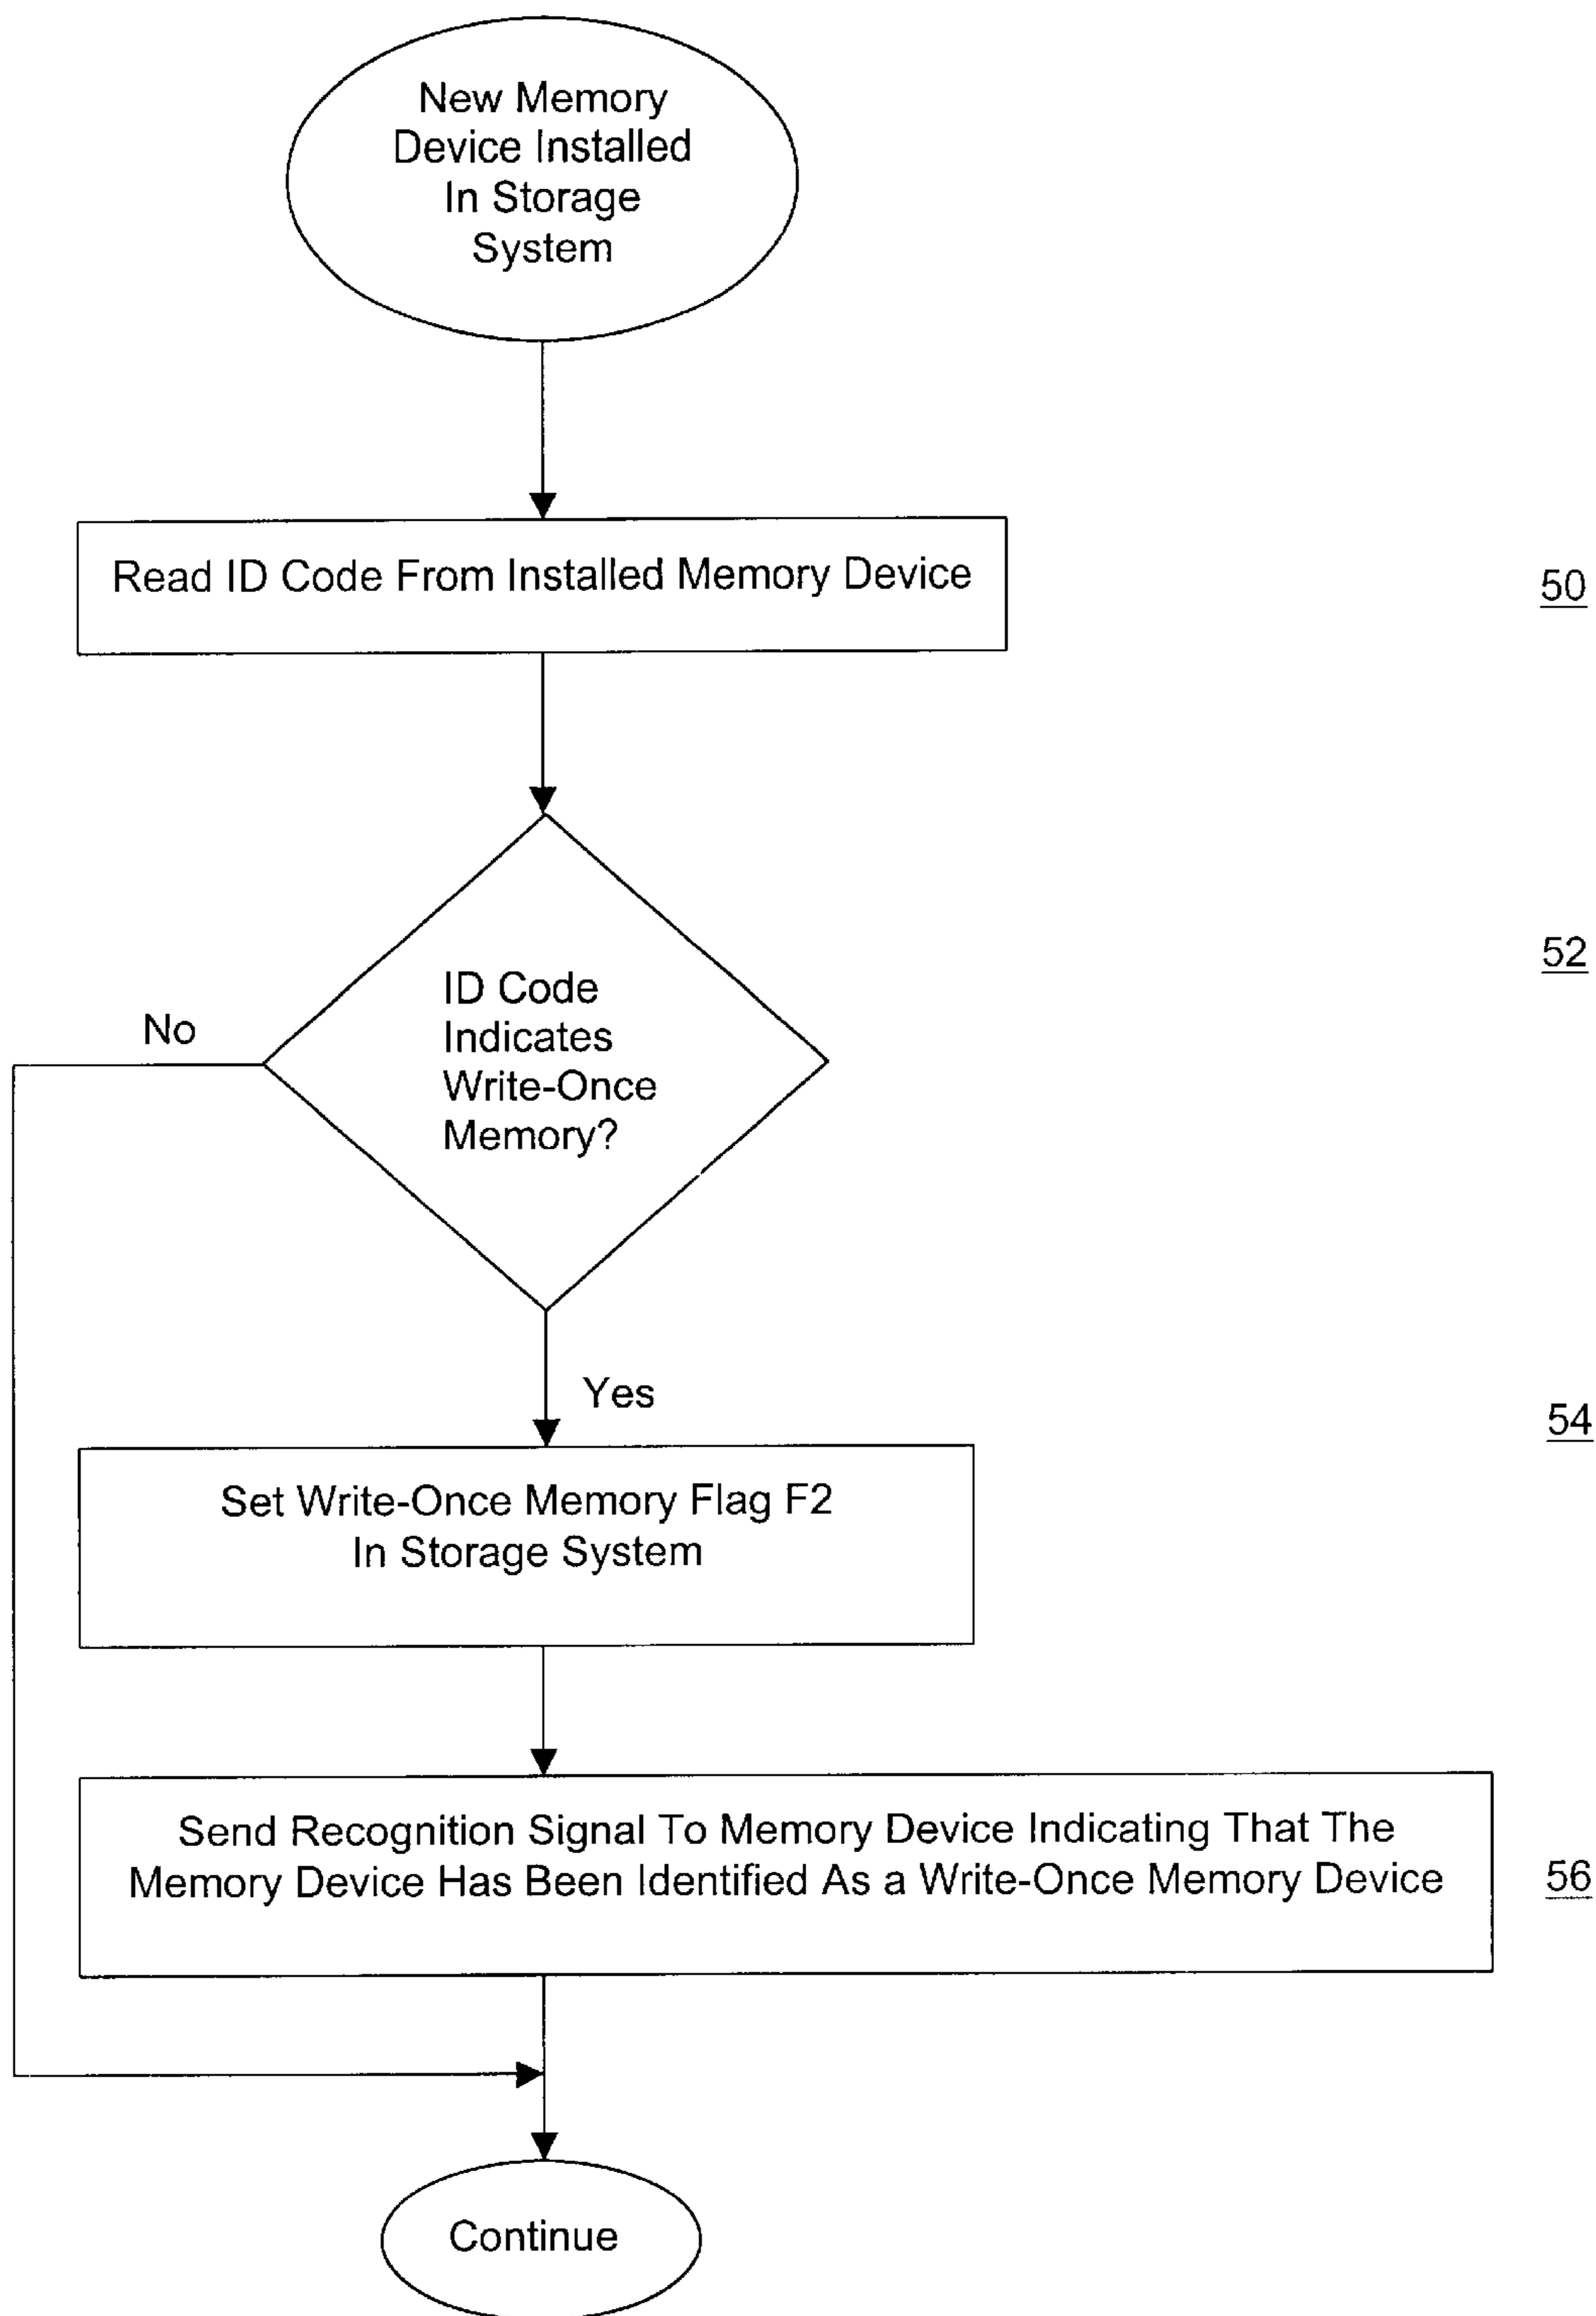 New Memory
Device Installed
In Storage
System
Read ID Code From Installed Memory Device
50
52
ID Code
Indicates
Write-Once
Memory?
No
Yes
54
Set Write-Once Memory Flag F2
In Storage System
Send Recognition Signal To Memory Device Indicating That The
Memory Device Has Been Identified As a Write-Once Memory Device
56
Continue